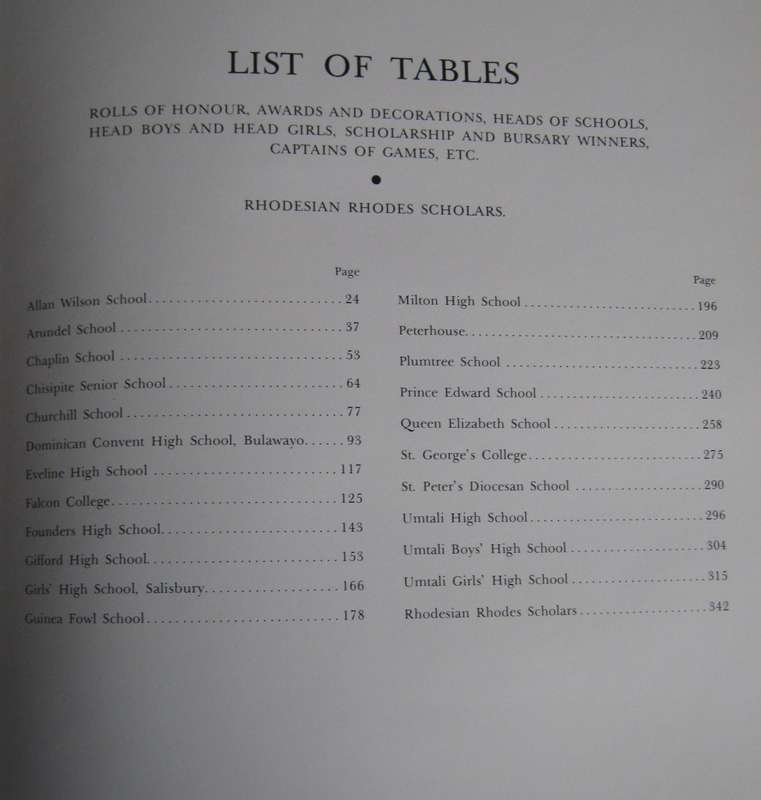 LIST OF TABLES
ROLLS OF HONOUR, AWARDS AND DECORATIONS, HEADS OF SCHOOLS,
HEAD BOYS AND HEAD GIRLS, SCHOLARSHIP AND BURSARY WINNERS,
CAPTAINS OF GAMES, ETC.
●
RHODESIAN RHODES SCHOLARS.
Page
Allan Wilson School............................24
Arundel School................................37
Chaplin School................................53
Chisipite Senior School.........................64
Churchill School...............................77
Dominican Convent High School, Bulawayo......93
Eveline High School...........................117
Falcon College................................125
Founders High School.........................143
Gifford High School...........................153
Girls' High School, Salisbury...................166
Guinea Fowl School...........................178
Page
Milton High School.........................196
Peterhouse.................................209
Plumtree School............................223
Prince Edward School.......................240
Queen Elizabeth School.....................258
St. George's College.........................275
St. Peter's Diocesan School..................290
Umtali High School.........................296
Umtali Boys' High School...................304
Umtali Girls' High School...................315
Rhodesian Rhodes Scholars..................342